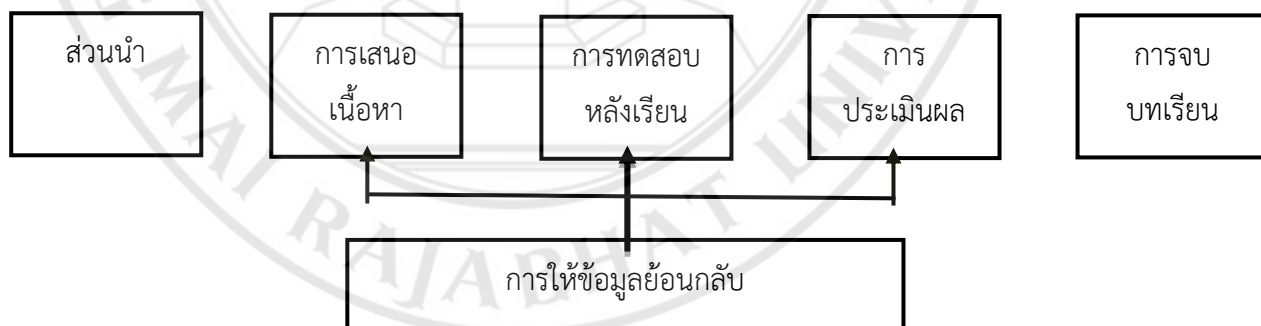 ส่วนนำ
การเสนอ
เนื้อหา
การทดสอบ
หลังเรียน
การ
ประเมินผล
การจบ
บทเรียน
การให้ข้อมูลย้อนกลับ
MAI RAJABHAT UNIV